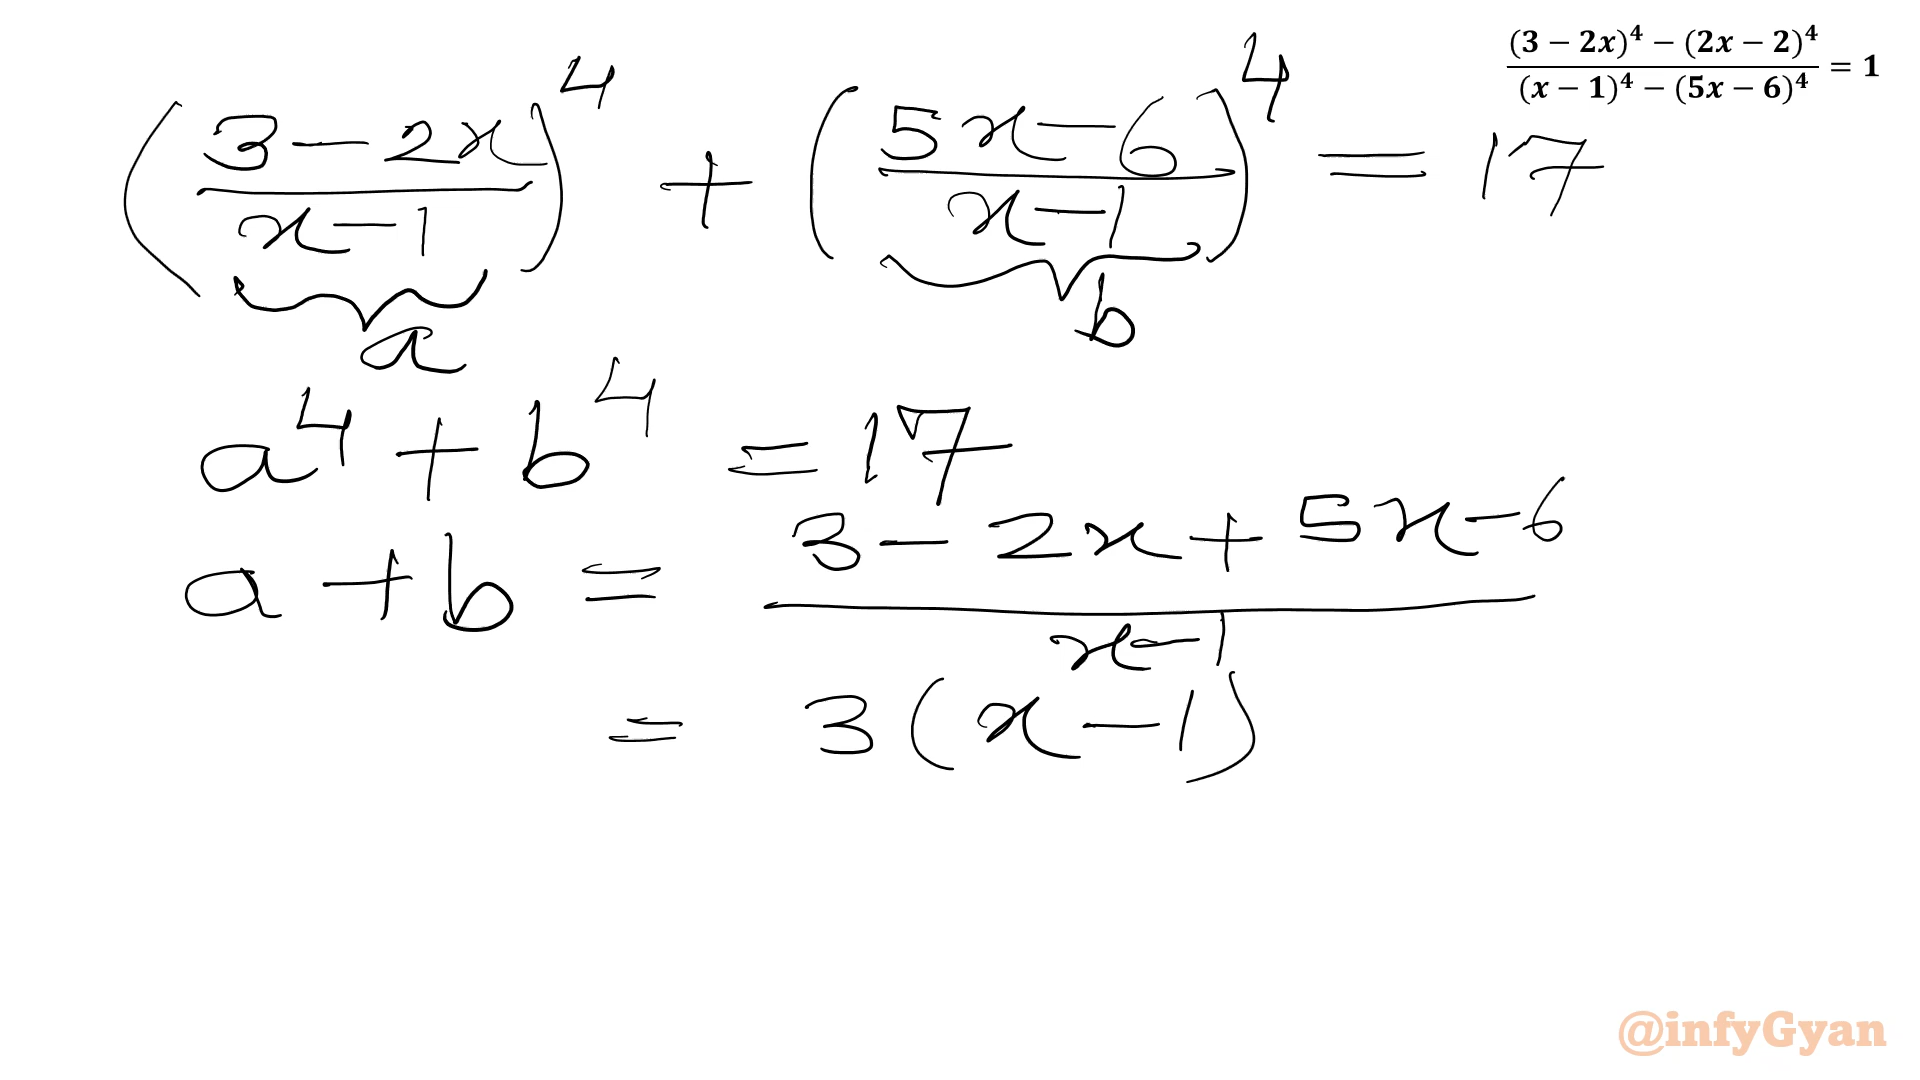 (3 − 2x)⁴ − (2x − 2)⁴ / (x − 1)⁴ − (5x − 6)⁴ = 1
((3 − 2x)/(x − 1))⁴ + ((5x − 6)/(x − 1))⁴ = 17
a b
a⁴ + b⁴ = 17
a + b = (3 − 2x + 5x − 6)/(x − 1)
= 3(x − 1)
@infyGyan